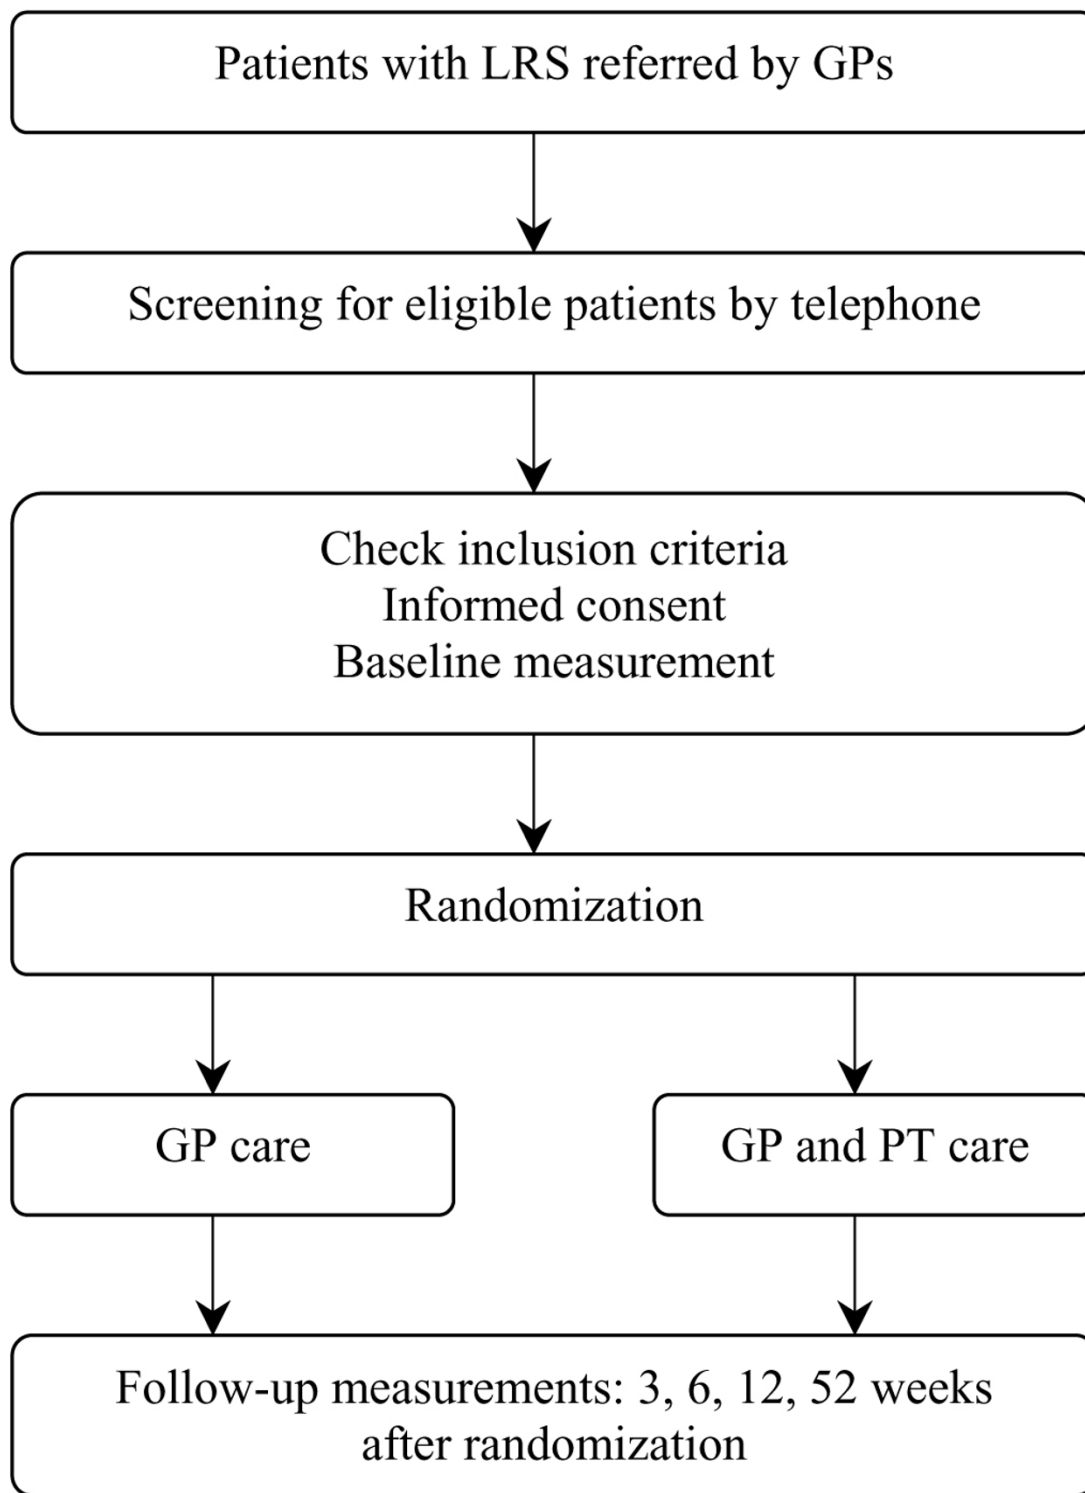 Patients with LRS referred by GPs
Screening for eligible patients by telephone
Check inclusion criteria
Informed consent
Baseline measurement
Randomization
GP care
GP and PT care
Follow-up measurements: 3, 6, 12, 52 weeks
after randomization